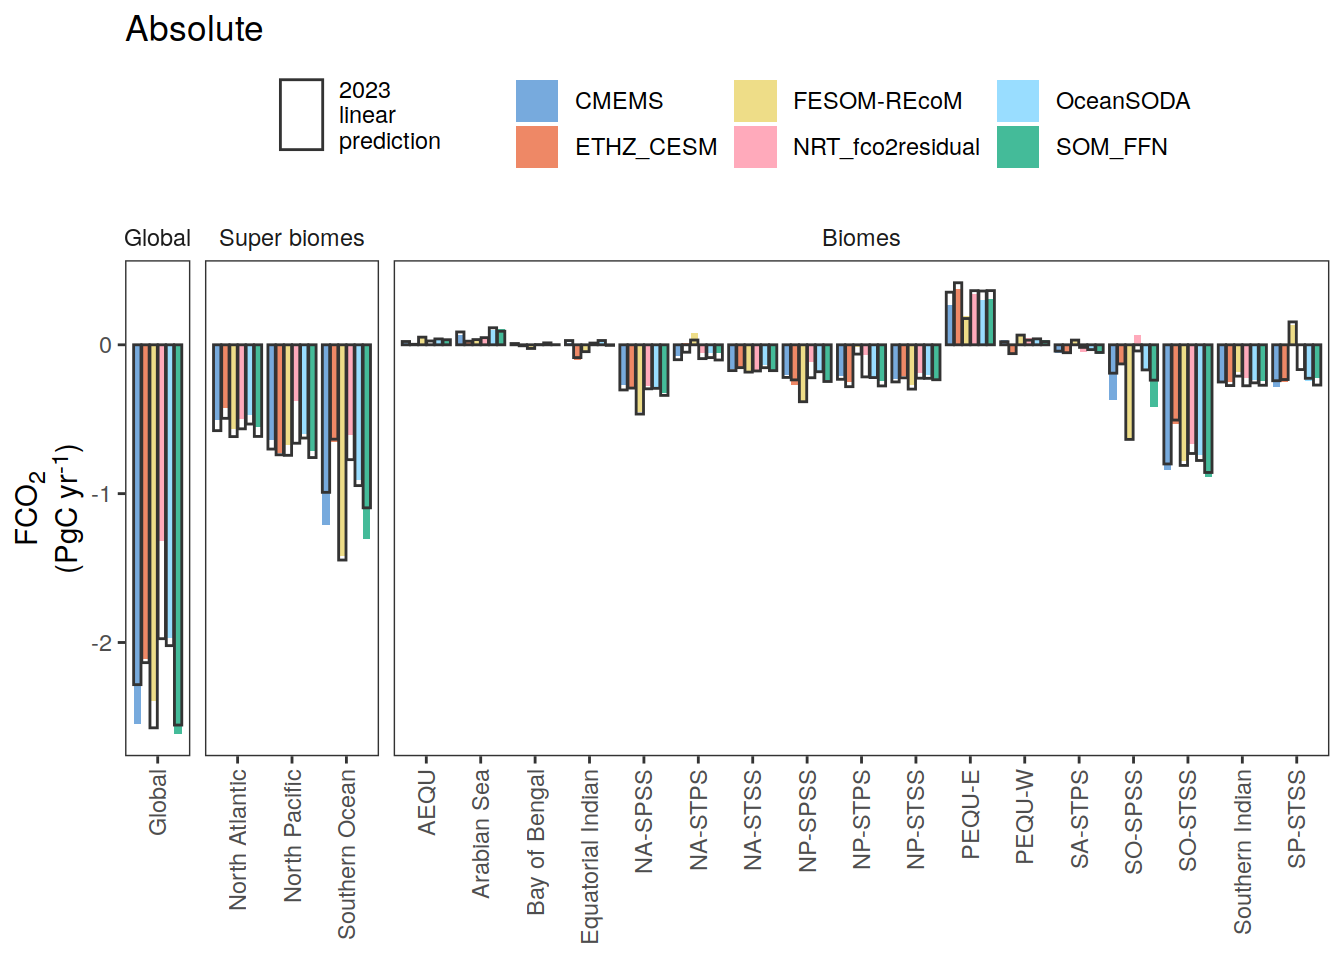 Absolute
2023
linear
prediction
CMEMS
ETHZ_CESM
FESOM-REcoM
NRT_fco2residual
OceanSODA
SOM_FFN
Global
Super biomes
Biomes
FCO₂
(PgC yr⁻¹)
0
-1
-2
Global
North Atlantic
North Pacific
Southern Ocean
AEQU
Arabian Sea
Bay of Bengal
Equatorial Indian
NA-SPSS
NA-STPS
NA-STSS
NP-SPSS
NP-STPS
NP-STSS
PEQU-E
PEQU-W
SA-STPS
SO-SPSS
SO-STSS
Southern Indian
SP-STSS